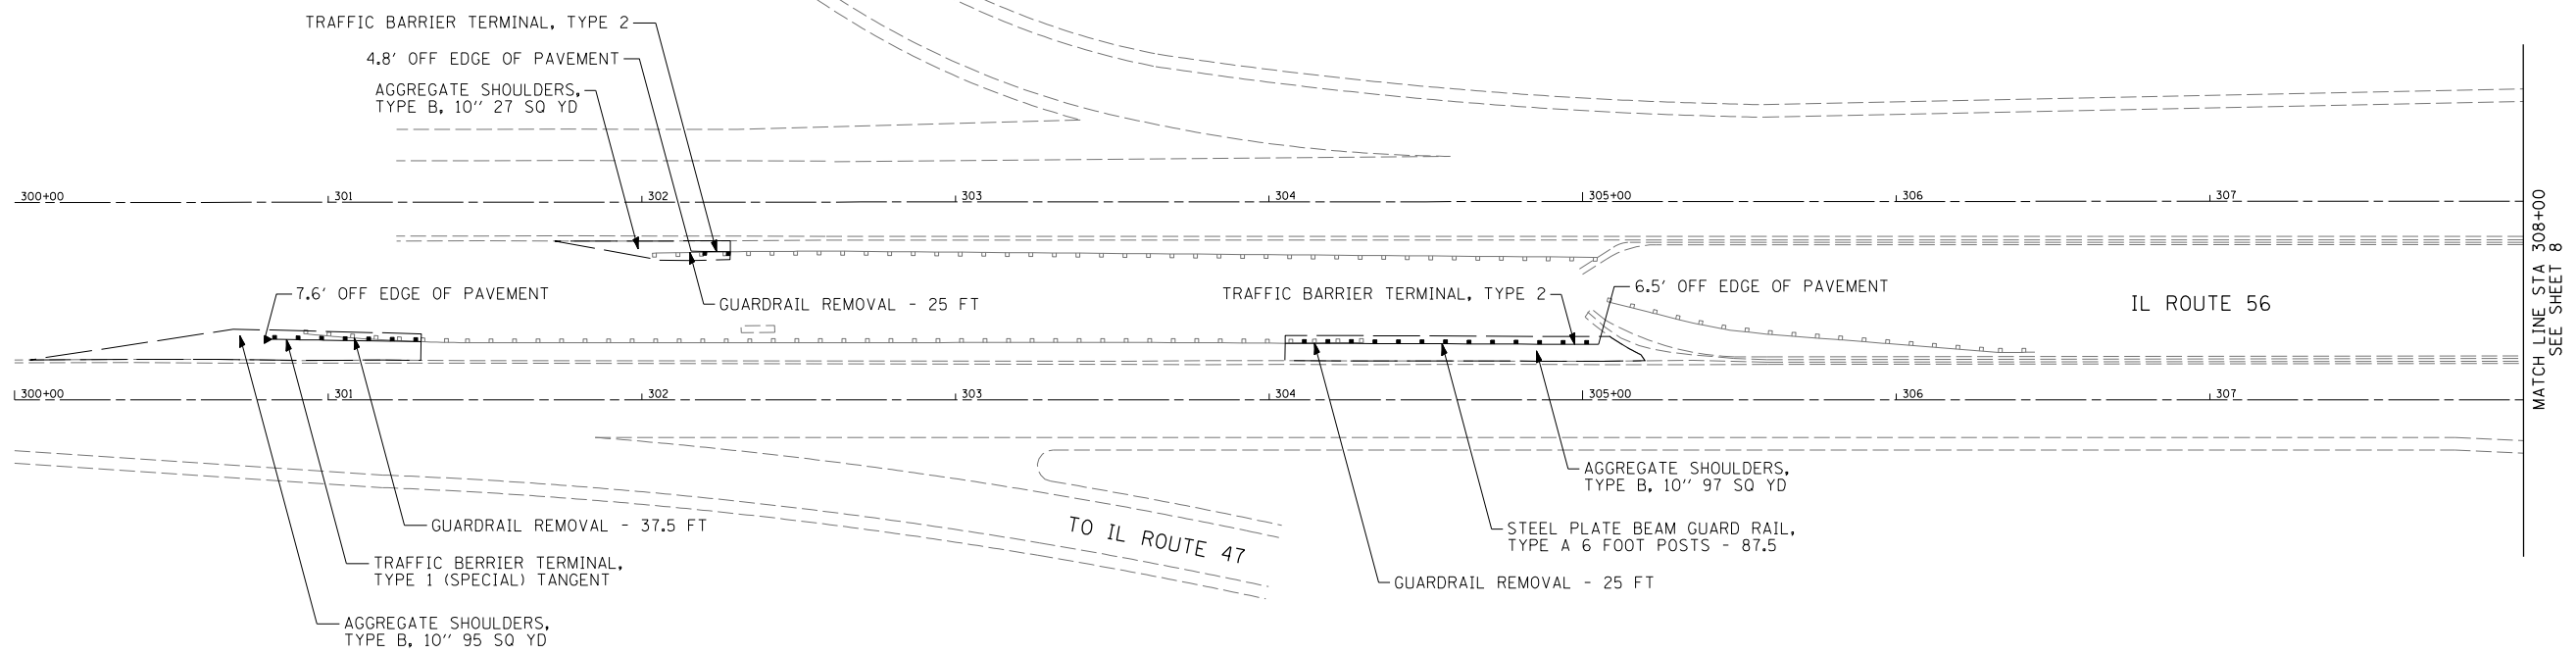 TRAFFIC BARRIER TERMINAL, TYPE 2
4.8' OFF EDGE OF PAVEMENT
AGGREGATE SHOULDERS,
TYPE B, 10'' 27 SQ YD
300+00
301
302
303
304
305+00
306
307
7.6' OFF EDGE OF PAVEMENT
GUARDRAIL REMOVAL - 25 FT
TRAFFIC BARRIER TERMINAL, TYPE 2
6.5' OFF EDGE OF PAVEMENT
IL ROUTE 56
MATCH LINE STA 308+00
SEE SHEET 8
300+00
301
302
303
304
305+00
306
307
AGGREGATE SHOULDERS,
TYPE B, 10'' 97 SQ YD
GUARDRAIL REMOVAL - 37.5 FT
TO IL ROUTE 47
STEEL PLATE BEAM GUARD RAIL,
TYPE A 6 FOOT POSTS - 87.5
TRAFFIC BERRIER TERMINAL,
TYPE 1 (SPECIAL) TANGENT
GUARDRAIL REMOVAL - 25 FT
AGGREGATE SHOULDERS,
TYPE B, 10'' 95 SQ YD